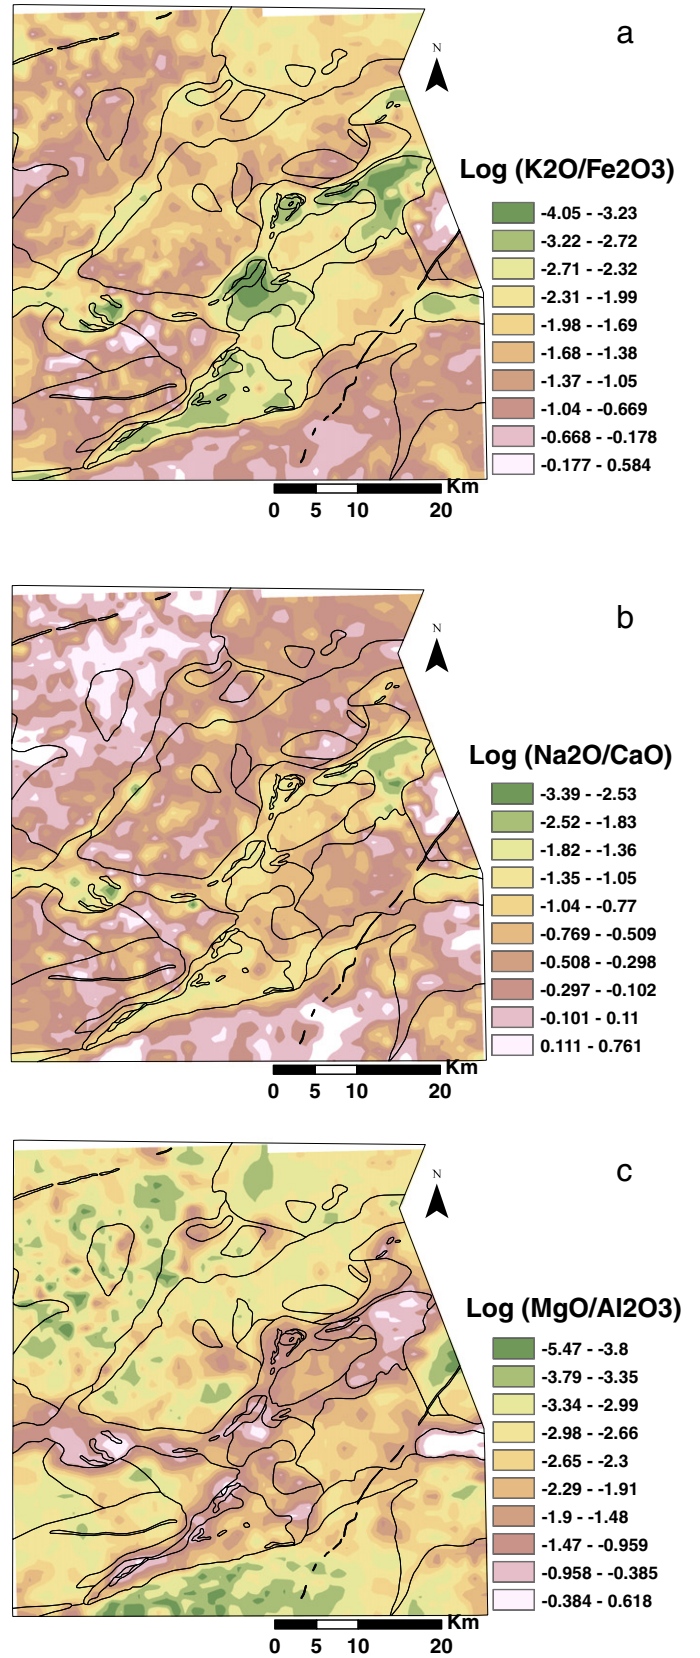 a
N
Log (K2O/Fe2O3)
-4.05 - -3.23
-3.22 - -2.72
-2.71 - -2.32
-2.31 - -1.99
-1.98 - -1.69
-1.68 - -1.38
-1.37 - -1.05
-1.04 - -0.669
-0.668 - -0.178
-0.177 - 0.584
Km
0 5 10 20
b
N
Log (Na2O/CaO)
-3.39 - -2.53
-2.52 - -1.83
-1.82 - -1.36
-1.35 - -1.05
-1.04 - -0.77
-0.769 - -0.509
-0.508 - -0.298
-0.297 - -0.102
-0.101 - 0.11
0.111 - 0.761
Km
0 5 10 20
c
N
Log (MgO/Al2O3)
-5.47 - -3.8
-3.79 - -3.35
-3.34 - -2.99
-2.98 - -2.66
-2.65 - -2.3
-2.29 - -1.91
-1.9 - -1.48
-1.47 - -0.959
-0.958 - -0.385
-0.384 - 0.618
Km
0 5 10 20